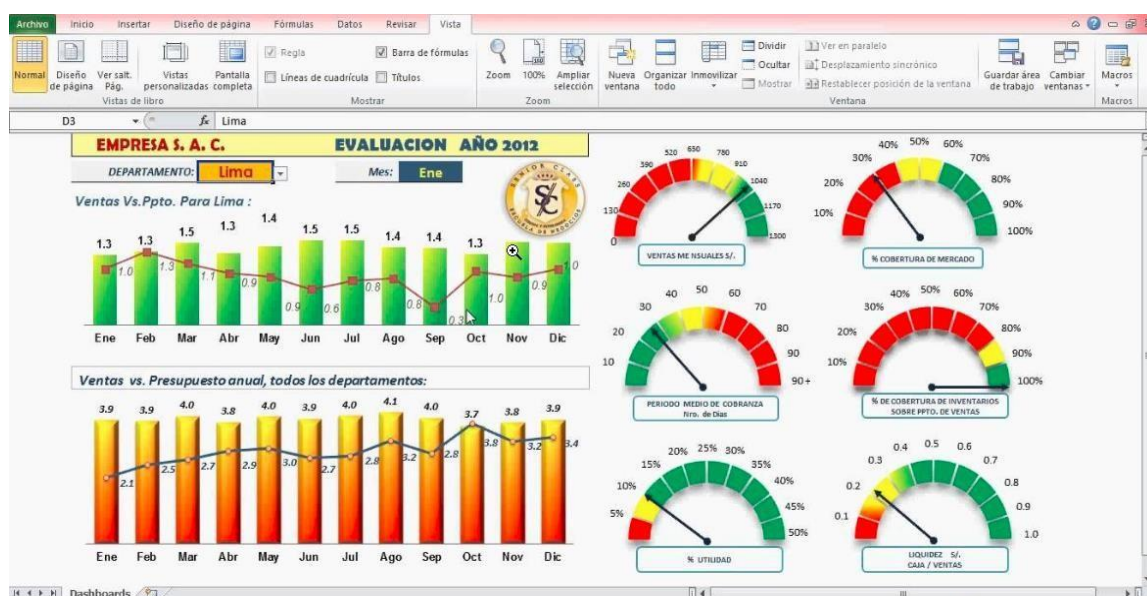 Archivo Inicio Insertar Diseño de página Fórmulas Datos Revisar Vista
Normal
Diseño de página
Ver salt. Pág.
Vistas personalizadas
Pantalla completa
Vistas de libro
Regla
Barra de fórmulas
Líneas de cuadrícula
Títulos
Mostrar
Zoom
100%
Ampliar selección
Zoom
Nueva ventana
Organizar todo
Inmovilizar
Dividir
Ocultar
Mostrar
Ver en paralelo
Desplazamiento sincrónico
Restablecer posición de la ventana
Ventana
Guardar área de trabajo
Cambiar ventanas
Macros
Macros
D3 fx Lima
EMPRESA S. A. C. EVALUACION AÑO 2012
DEPARTAMENTO: Lima Mes: Ene
SENIOR CLASS
ESCUELA DE NEGOCIOS
Ventas Vs.Ppto. Para Lima :
1.3 1.3 1.5 1.3 1.4 1.5 1.5 1.4 1.4 1.3
1.0 1.3 1.1 0.9 0.9 0.6 0.8 0.8 0.3 1.0 0.9 1.0
Ene Feb Mar Abr May Jun Jul Ago Sep Oct Nov Dic
Ventas vs. Presupuesto anual, todos los departamentos:
3.9 3.9 4.0 3.8 4.0 3.9 4.0 4.1 4.0 3.7 3.8 3.9
2.1 2.5 2.7 2.9 3.0 2.7 2.8 3.2 2.8 3.8 3.2 3.4
Ene Feb Mar Abr May Jun Jul Ago Sep Oct Nov Dic
0 130 260 390 520 650 780 910 1040 1170 1300
VENTAS MENSUALES S/.
10% 20% 30% 40% 50% 60% 70% 80% 90% 100%
% COBERTURA DE MERCADO
10 20 30 40 50 60 70 80 90 90+
PERIODO MEDIO DE COBRANZA
Nro. de Días
10% 20% 30% 40% 50% 60% 70% 80% 90% 100%
% DE COBERTURA DE INVENTARIOS
SOBRE PPTO. DE VENTAS
5% 10% 15% 20% 25% 30% 35% 40% 45% 50%
% UTILIDAD
0.1 0.2 0.3 0.4 0.5 0.6 0.7 0.8 0.9 1.0
LIQUIDEZ S/.
CAJA / VENTAS
Dashboards